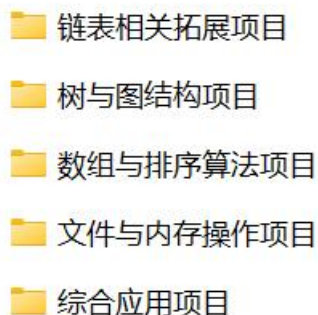 链表相关拓展项目
树与图结构项目
数组与排序算法项目
文件与内存操作项目
综合应用项目